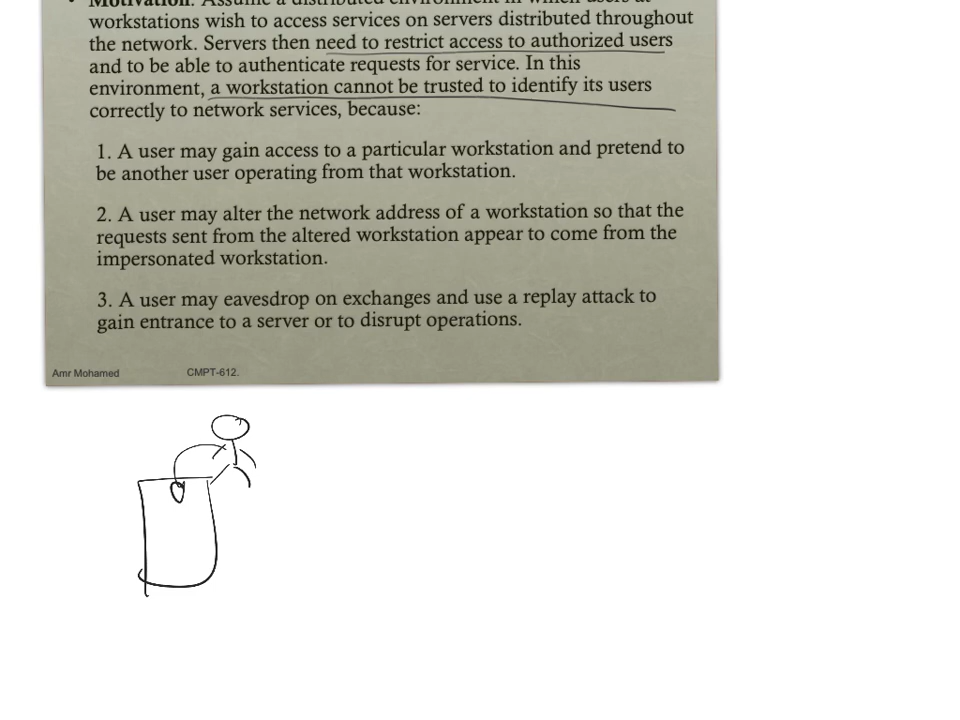 workstations wish to access services on servers distributed throughout
the network. Servers then need to restrict access to authorized users
and to be able to authenticate requests for service. In this
environment, a workstation cannot be trusted to identify its users
correctly to network services, because:
1. A user may gain access to a particular workstation and pretend to
be another user operating from that workstation.
2. A user may alter the network address of a workstation so that the
requests sent from the altered workstation appear to come from the
impersonated workstation.
3. A user may eavesdrop on exchanges and use a replay attack to
gain entrance to a server or to disrupt operations.
Amr Mohamed
CMPT-612.